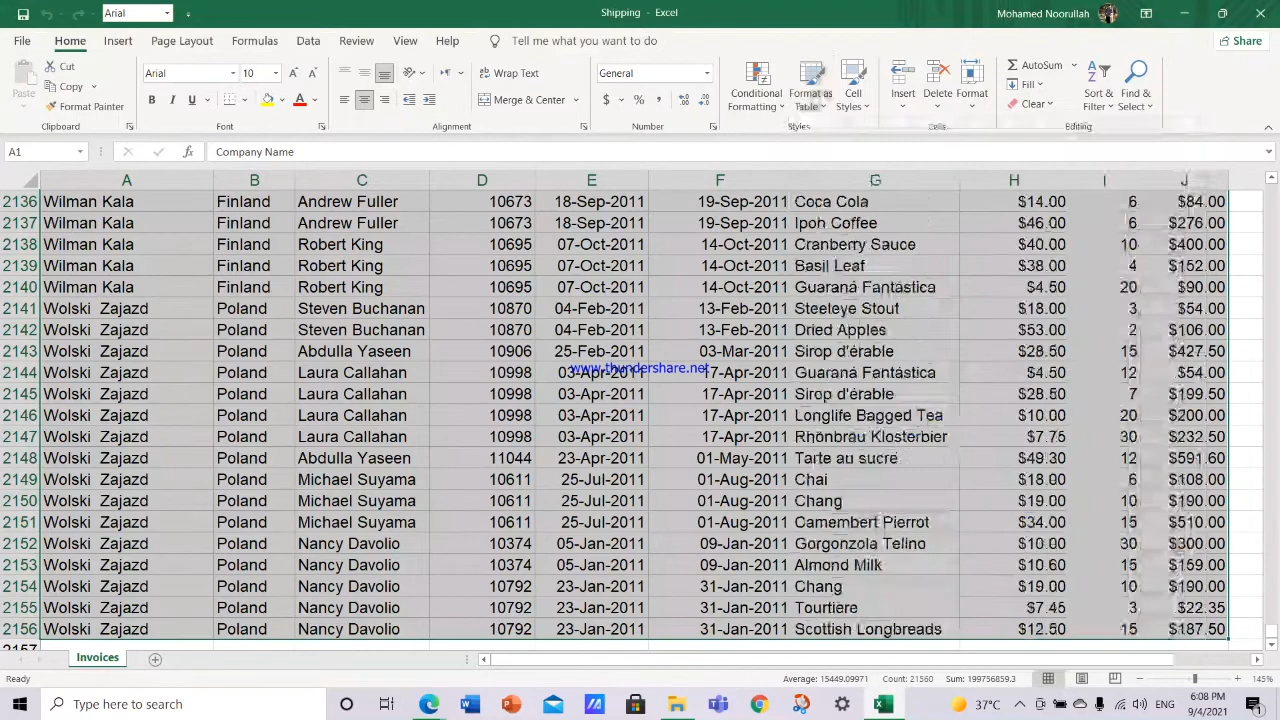 Arial Shipping - Excel Mohamed Noorullah
File Home Insert Page Layout Formulas Data Review View Help Tell me what you want to do Share
Cut
Copy
Format Painter
Paste
Clipboard
Arial 10
B I U
Font
Wrap Text
Merge & Center
Alignment
General
$ % ,
Number
Conditional Formatting
Format as Table
Cell Styles
Styles
Insert Delete Format
Cells
AutoSum
Fill
Clear
Sort & Filter
Find & Select
Editing
A1 fx Company Name
A B C D E F G H I J
2136 Wilman Kala Finland Andrew Fuller 10673 18-Sep-2011 19-Sep-2011 Coca Cola $14.00 6 $84.00
2137 Wilman Kala Finland Andrew Fuller 10673 18-Sep-2011 19-Sep-2011 Ipoh Coffee $46.00 6 $276.00
2138 Wilman Kala Finland Robert King 10695 07-Oct-2011 14-Oct-2011 Cranberry Sauce $40.00 10 $400.00
2139 Wilman Kala Finland Robert King 10695 07-Oct-2011 14-Oct-2011 Basil Leaf $38.00 4 $152.00
2140 Wilman Kala Finland Robert King 10695 07-Oct-2011 14-Oct-2011 Guaraná Fantástica $4.50 20 $90.00
2141 Wolski Zajazd Poland Steven Buchanan 10870 04-Feb-2011 13-Feb-2011 Steeleye Stout $18.00 3 $54.00
2142 Wolski Zajazd Poland Steven Buchanan 10870 04-Feb-2011 13-Feb-2011 Dried Apples $53.00 2 $106.00
2143 Wolski Zajazd Poland Abdulla Yaseen 10906 25-Feb-2011 03-Mar-2011 Sirop d'érable $28.50 15 $427.50
www.thundershare.net
2144 Wolski Zajazd Poland Laura Callahan 10998 03-Apr-2011 17-Apr-2011 Guaraná Fantástica $4.50 12 $54.00
2145 Wolski Zajazd Poland Laura Callahan 10998 03-Apr-2011 17-Apr-2011 Sirop d'érable $28.50 7 $199.50
2146 Wolski Zajazd Poland Laura Callahan 10998 03-Apr-2011 17-Apr-2011 Longlife Bagged Tea $10.00 20 $200.00
2147 Wolski Zajazd Poland Laura Callahan 10998 03-Apr-2011 17-Apr-2011 Rhönbräu Klosterbier $7.75 30 $232.50
2148 Wolski Zajazd Poland Abdulla Yaseen 11044 23-Apr-2011 01-May-2011 Tarte au sucre $49.30 12 $591.60
2149 Wolski Zajazd Poland Michael Suyama 10611 25-Jul-2011 01-Aug-2011 Chai $18.00 6 $108.00
2150 Wolski Zajazd Poland Michael Suyama 10611 25-Jul-2011 01-Aug-2011 Chang $19.00 10 $190.00
2151 Wolski Zajazd Poland Michael Suyama 10611 25-Jul-2011 01-Aug-2011 Camembert Pierrot $34.00 15 $510.00
2152 Wolski Zajazd Poland Nancy Davolio 10374 05-Jan-2011 09-Jan-2011 Gorgonzola Telino $10.00 30 $300.00
2153 Wolski Zajazd Poland Nancy Davolio 10374 05-Jan-2011 09-Jan-2011 Almond Milk $10.60 15 $159.00
2154 Wolski Zajazd Poland Nancy Davolio 10792 23-Jan-2011 31-Jan-2011 Chang $19.00 10 $190.00
2155 Wolski Zajazd Poland Nancy Davolio 10792 23-Jan-2011 31-Jan-2011 Tourtière $7.45 3 $22.35
2156 Wolski Zajazd Poland Nancy Davolio 10792 23-Jan-2011 31-Jan-2011 Scottish Longbreads $12.50 15 $187.50
2157
Invoices
Ready Average: 15449.09971 Count: 21560 Sum: 199756859.3 145%
Type here to search 37°C ENG 6:08 PM
9/4/2021